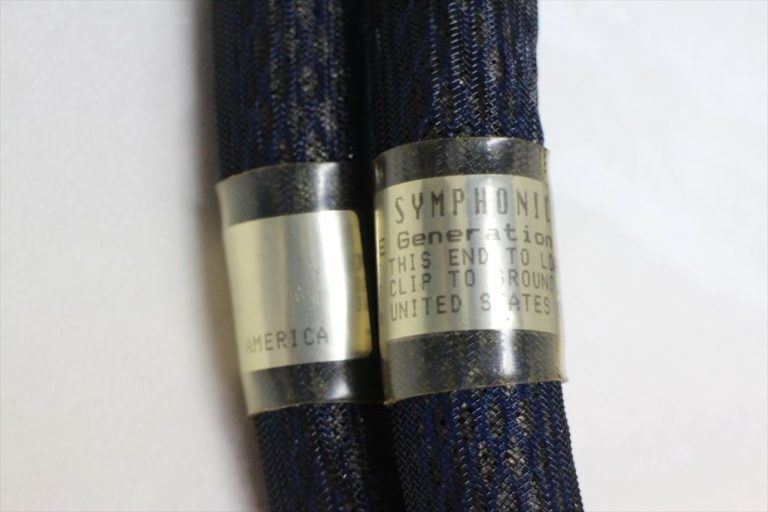 AMERICA
SYMPHONIC
E Generation
THIS END TO LO
CLIP TO GROUND
UNITED STATES